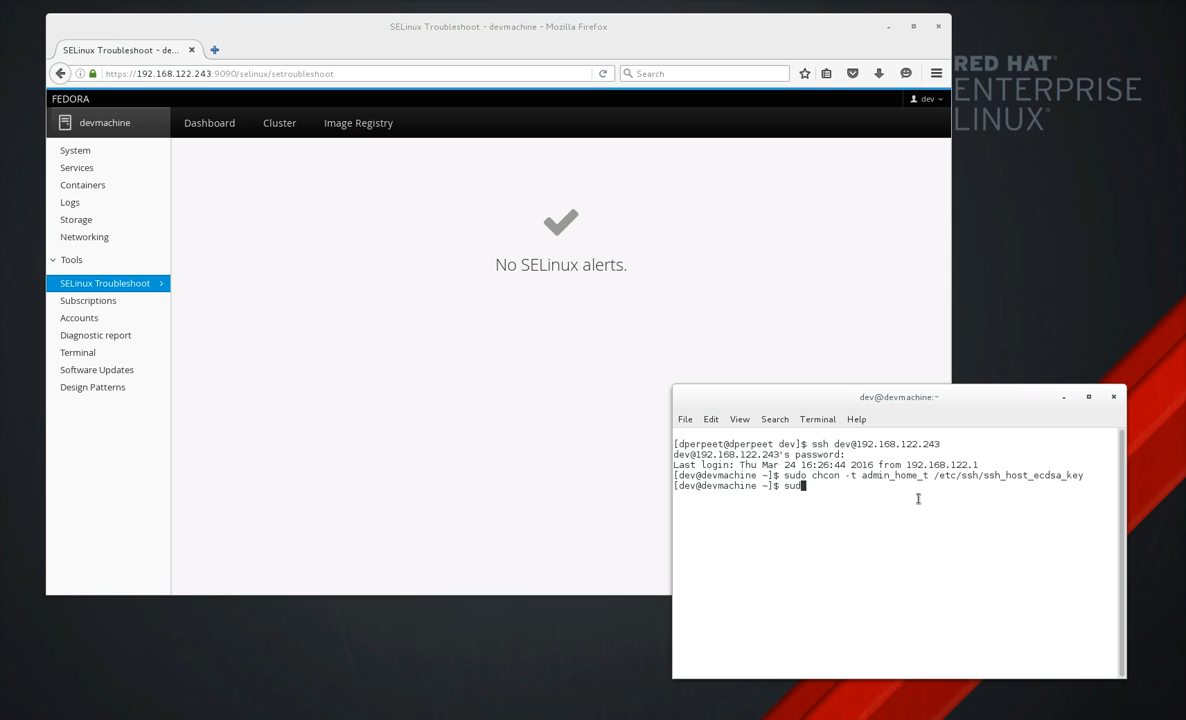 SELinux Troubleshoot - devmachine - Mozilla Firefox
SELinux Troubleshoot - de...
https://192.168.122.243:9090/selinux/setroubleshoot
Search
FEDORA
dev
devmachine
Dashboard
Cluster
Image Registry
System
Services
Containers
Logs
Storage
Networking
Tools
SELinux Troubleshoot
Subscriptions
Accounts
Diagnostic report
Terminal
Software Updates
Design Patterns
No SELinux alerts.
RED HAT
ENTERPRISE
LINUX®
dev@devmachine:~
File Edit View Search Terminal Help
[dperpeet@dperpeet dev]$ ssh dev@192.168.122.243
dev@192.168.122.243's password:
Last login: Thu Mar 24 16:26:44 2016 from 192.168.122.1
[dev@devmachine ~]$ sudo chcon -t admin_home_t /etc/ssh/ssh_host_ecdsa_key
[dev@devmachine ~]$ sud